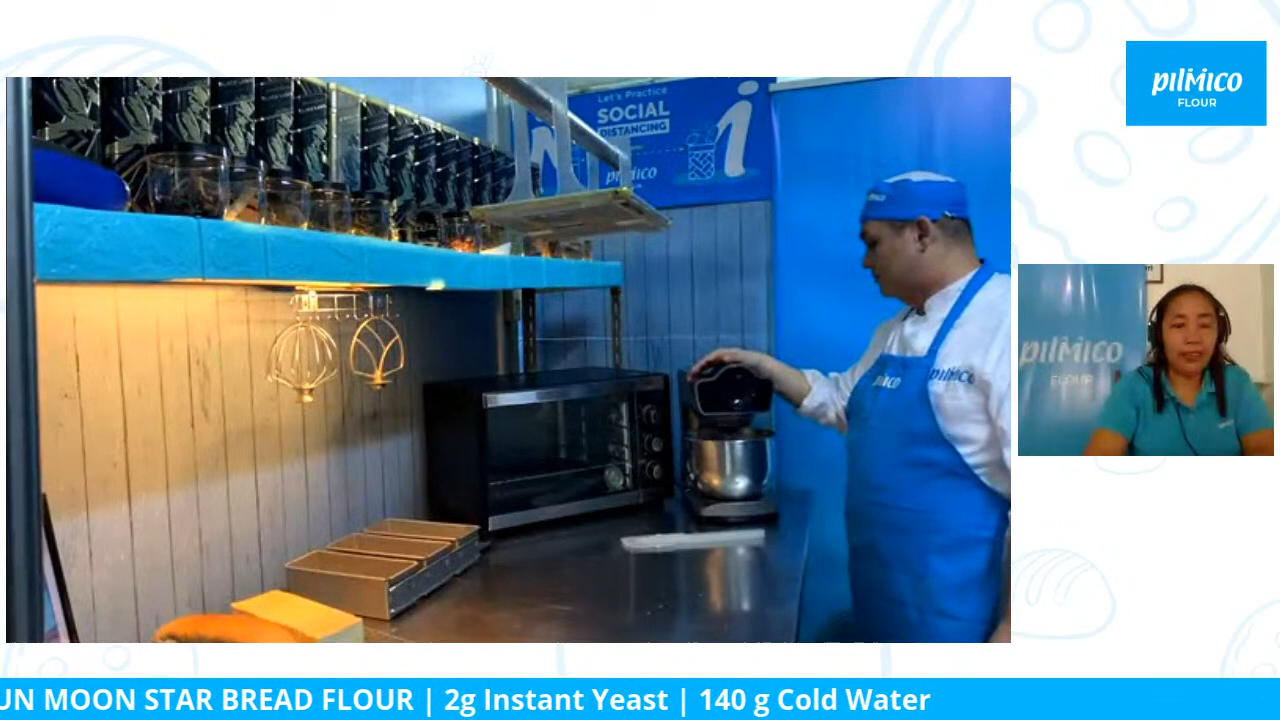 pilmico
FLOUR
Let's Practice
SOCIAL
DISTANCING
pilmico
pilmico
FLOUR
UN MOON STAR BREAD FLOUR | 2g Instant Yeast | 140 g Cold Water